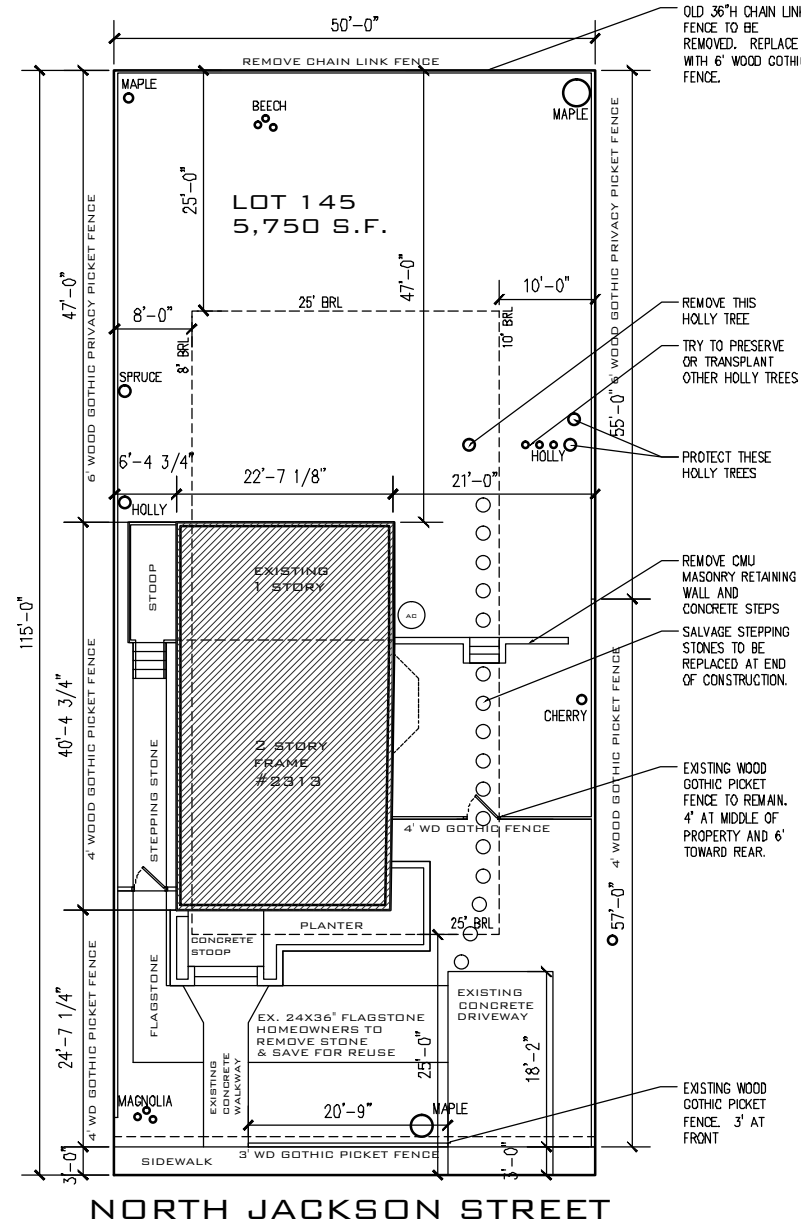 50'-0"
OLD 36"H CHAIN LINK
FENCE TO BE
REMOVED. REPLACE
WITH 6' WOOD GOTHIC
FENCE.
REMOVE CHAIN LINK FENCE
MAPLE
BEECH
MAPLE
LOT 145
5,750 S.F.
25'-0"
47'-0"
47'-0"
6' WOOD GOTHIC PRIVACY PICKET FENCE
6' WOOD GOTHIC PRIVACY PICKET FENCE
10'-0"
8'-0"
25' BRL
8' BRL
10' BRL
REMOVE THIS
HOLLY TREE
TRY TO PRESERVE
OR TRANSPLANT
OTHER HOLLY TREES
SPRUCE
55'-0"
HOLLY
PROTECT THESE
HOLLY TREES
6'-4 3/4"
22'-7 1/8"
21'-0"
HOLLY
STOOP
EXISTING
1 STORY
AC
REMOVE CMU
MASONRY RETAINING
WALL AND
CONCRETE STEPS
115'-0"
SALVAGE STEPPING
STONES TO BE
REPLACED AT END
OF CONSTRUCTION.
40'-4 3/4"
4' WOOD GOTHIC PICKET FENCE
STEPPING STONE
CHERRY
4' WOOD GOTHIC PICKET FENCE
2 STORY
FRAME
#2313
EXISTING WOOD
GOTHIC PICKET
FENCE TO REMAIN.
4' AT MIDDLE OF
PROPERTY AND 6'
TOWARD REAR.
4' WD GOTHIC FENCE
57'-0"
PLANTER
25' BRL
CONCRETE
STOOP
24'-7 1/4"
4' WD GOTHIC PICKET FENCE
FLAGSTONE
EXISTING
CONCRETE
DRIVEWAY
EX. 24X36" FLAGSTONE
HOMEOWNERS TO
REMOVE STONE
& SAVE FOR REUSE
25'-0"
18'-2"
EXISTING
CONCRETE
WALKWAY
MAGNOLIA
20'-9"
MAPLE
EXISTING WOOD
GOTHIC PICKET
FENCE. 3' AT
FRONT
3'-0"
SIDEWALK
3' WD GOTHIC PICKET FENCE
3'-0"
NORTH JACKSON STREET